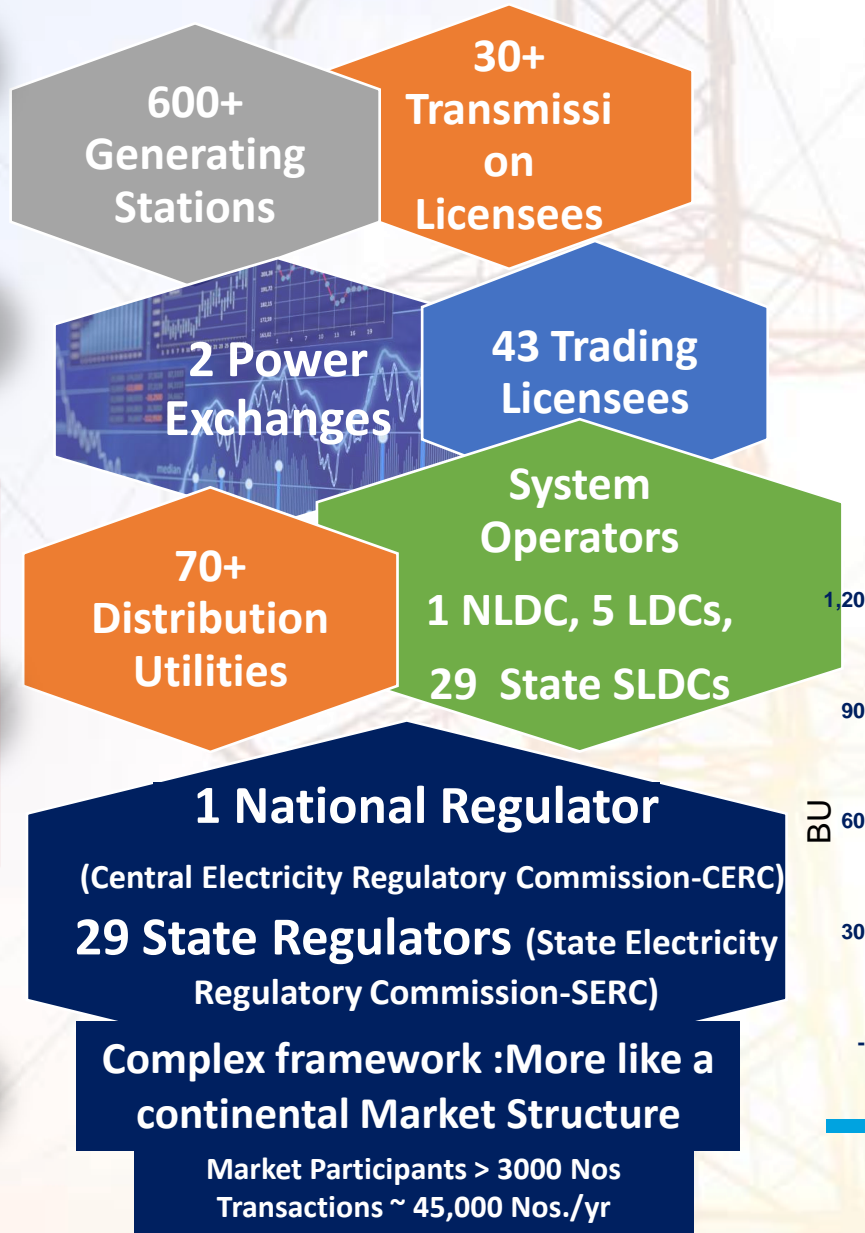 600+
Generating
Stations
30+
Transmissi
on
Licensees
2 Power
Exchanges
43 Trading
Licensees
System
Operators
1 NLDC, 5 LDCs,
29 State SLDCs
70+
Distribution
Utilities
1 National Regulator
(Central Electricity Regulatory Commission-CERC)
29 State Regulators (State Electricity
Regulatory Commission-SERC)
Complex framework :More like a
continental Market Structure
Market Participants > 3000 Nos
Transactions ~ 45,000 Nos./yr
1,20
90
60
30
-
BU
median